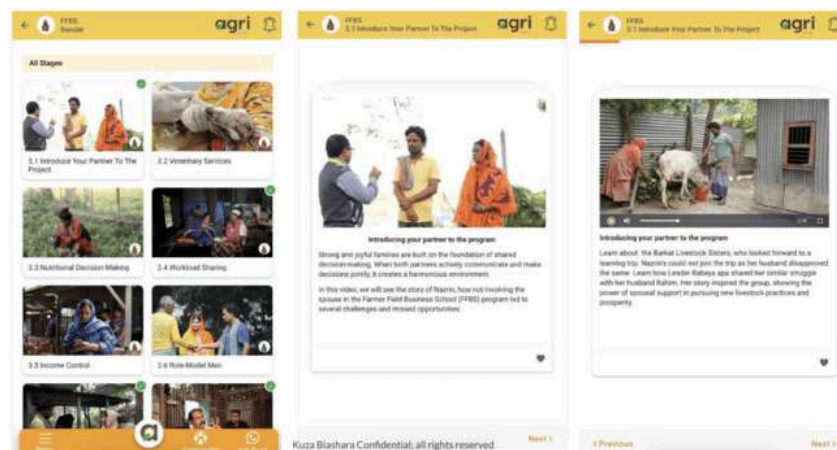 FFBS
Gender
agri
All Stages
3.1 Introduce Your Partner To The
Project
3.2 Veterinary Services
3.3 Nutritional Decision-Making
3.4 Workload Sharing
3.5 Income Control
3.6 Role-Model Men
a
FFBS
3.1 Introduce Your Partner To The Project
agri
Introducing your partner to the program
Strong and joyful families are built on the foundation of shared
decision-making. When both partners actively communicate and make
decisions jointly, it creates a harmonious environment.
In this video, we will see the story of Nazrin, how not involving the
spouse in the Farmer Field Business School (FFBS) program led to
several challenges and missed opportunities.
Next >
Kuza Biashara Confidential; all rights reserved
FFBS
3.1 Introduce Your Partner To The Project
agri
Introducing your partner to the program
Learn about the Barkat Livestock Sisters, who looked forward to a
learning trip. Nazrin's could not join the trip as her husband disapproved
the same. Learn how Leader Rabeya apa shared her similar struggle
with her husband Rahim. Her story inspired the group, showing the
power of spousal support in pursuing new livestock practices and
prosperity.
< Previous
Next >